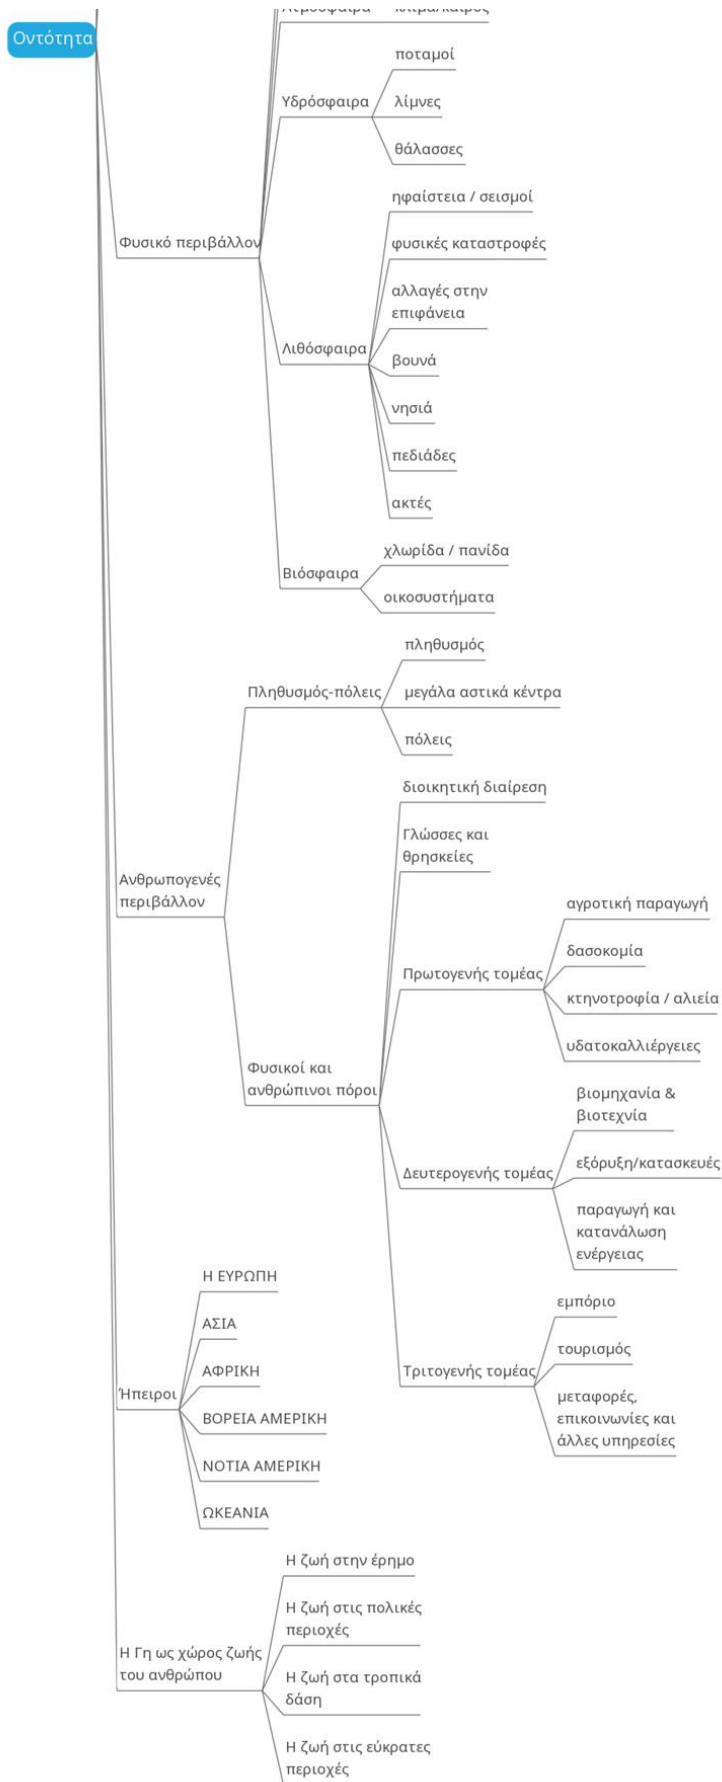 Οντότητα
Ατμόσφαιρα
κλίμα/καιρός
ποταμοί
Υδρόσφαιρα
λίμνες
θάλασσες
ηφαίστεια / σεισμοί
Φυσικό περιβάλλον
φυσικές καταστροφές
αλλαγές στην
επιφάνεια
Λιθόσφαιρα
βουνά
νησιά
πεδιάδες
ακτές
χλωρίδα / πανίδα
Βιόσφαιρα
οικοσυστήματα
πληθυσμός
Πληθυσμός-πόλεις
μεγάλα αστικά κέντρα
πόλεις
διοικητική διαίρεση
Γλώσσες και
θρησκείες
Ανθρωπογενές
περιβάλλον
αγροτική παραγωγή
δασοκομία
Πρωτογενής τομέας
κτηνοτροφία / αλιεία
υδατοκαλλιέργειες
Φυσικοί και
ανθρώπινοι πόροι
βιομηχανία &
βιοτεχνία
Δευτερογενής τομέας
εξόρυξη/κατασκευές
παραγωγή και
κατανάλωση
ενέργειας
Η ΕΥΡΩΠΗ
εμπόριο
ΑΣΙΑ
τουρισμός
ΑΦΡΙΚΗ
Τριτογενής τομέας
Ήπειροι
μεταφορές,
επικοινωνίες και
άλλες υπηρεσίες
ΒΟΡΕΙΑ ΑΜΕΡΙΚΗ
ΝΟΤΙΑ ΑΜΕΡΙΚΗ
ΩΚΕΑΝΙΑ
Η ζωή στην έρημο
Η ζωή στις πολικές
περιοχές
Η Γη ως χώρος ζωής
του ανθρώπου
Η ζωή στα τροπικά
δάση
Η ζωή στις εύκρατες
περιοχές